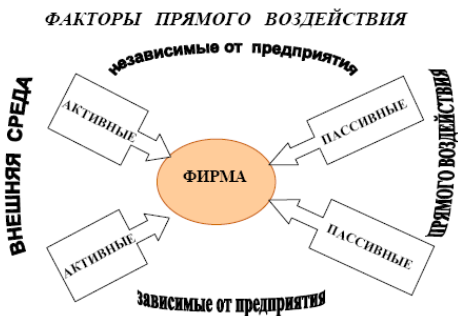 ФАКТОРЫ ПРЯМОГО ВОЗДЕЙСТВИЯ
независимые от предприятия
ВНЕШНЯЯ СРЕДА
АКТИВНЫЕ
ПАССИВНЫЕ
ПРЯМОГО ВОЗДЕЙСТВИЯ
ФИРМА
АКТИВНЫЕ
ПАССИВНЫЕ
зависимые от предприятия